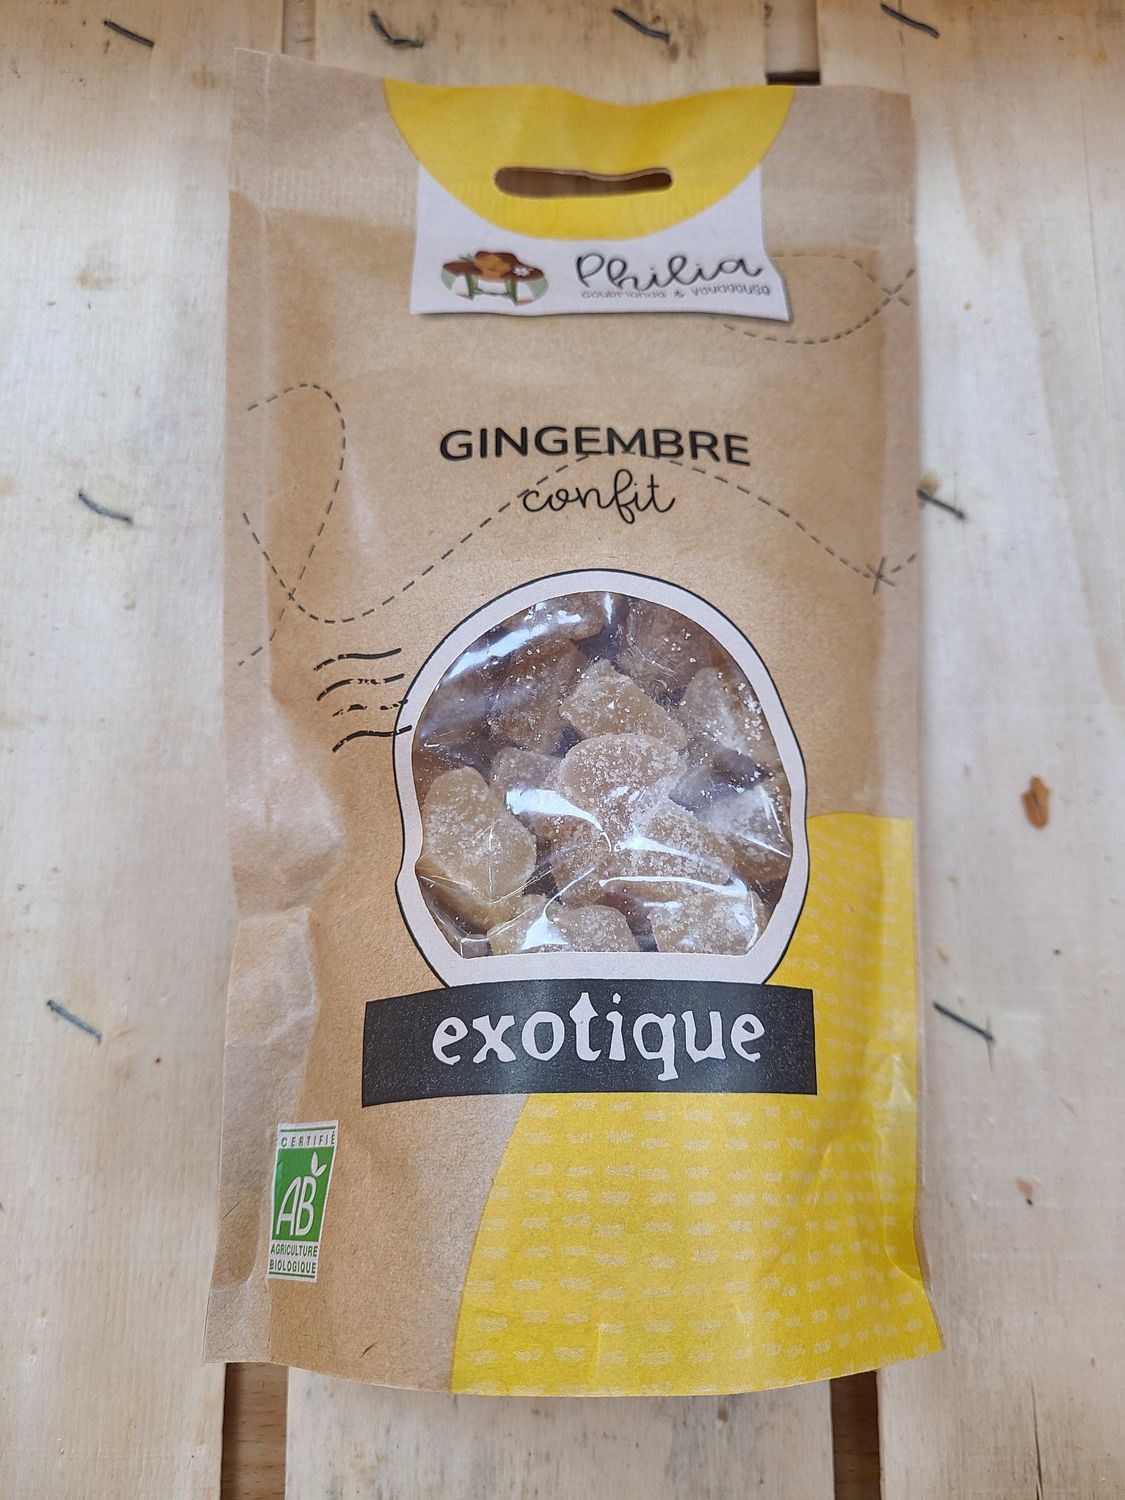 Philia
GINGEMBRE
confit
exotique
CERTIFIÉ
AB
AGRICULTURE
BIOLOGIQUE